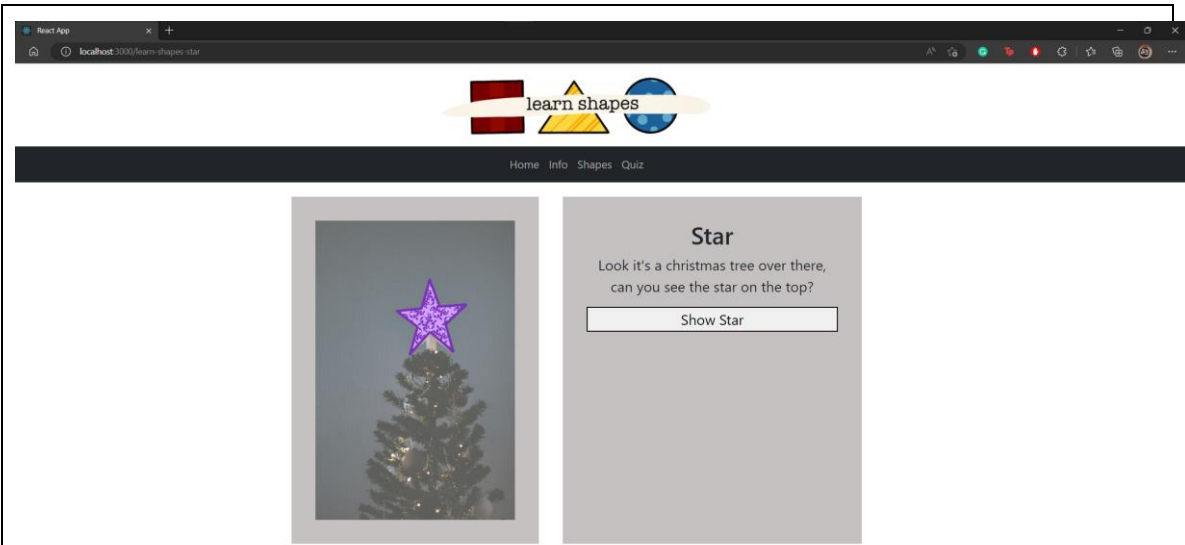 React App
localhost:3000/learn-shapes-star
learn shapes
Home Info Shapes Quiz
Star
Look it's a christmas tree over there,
can you see the star on the top?
Show Star